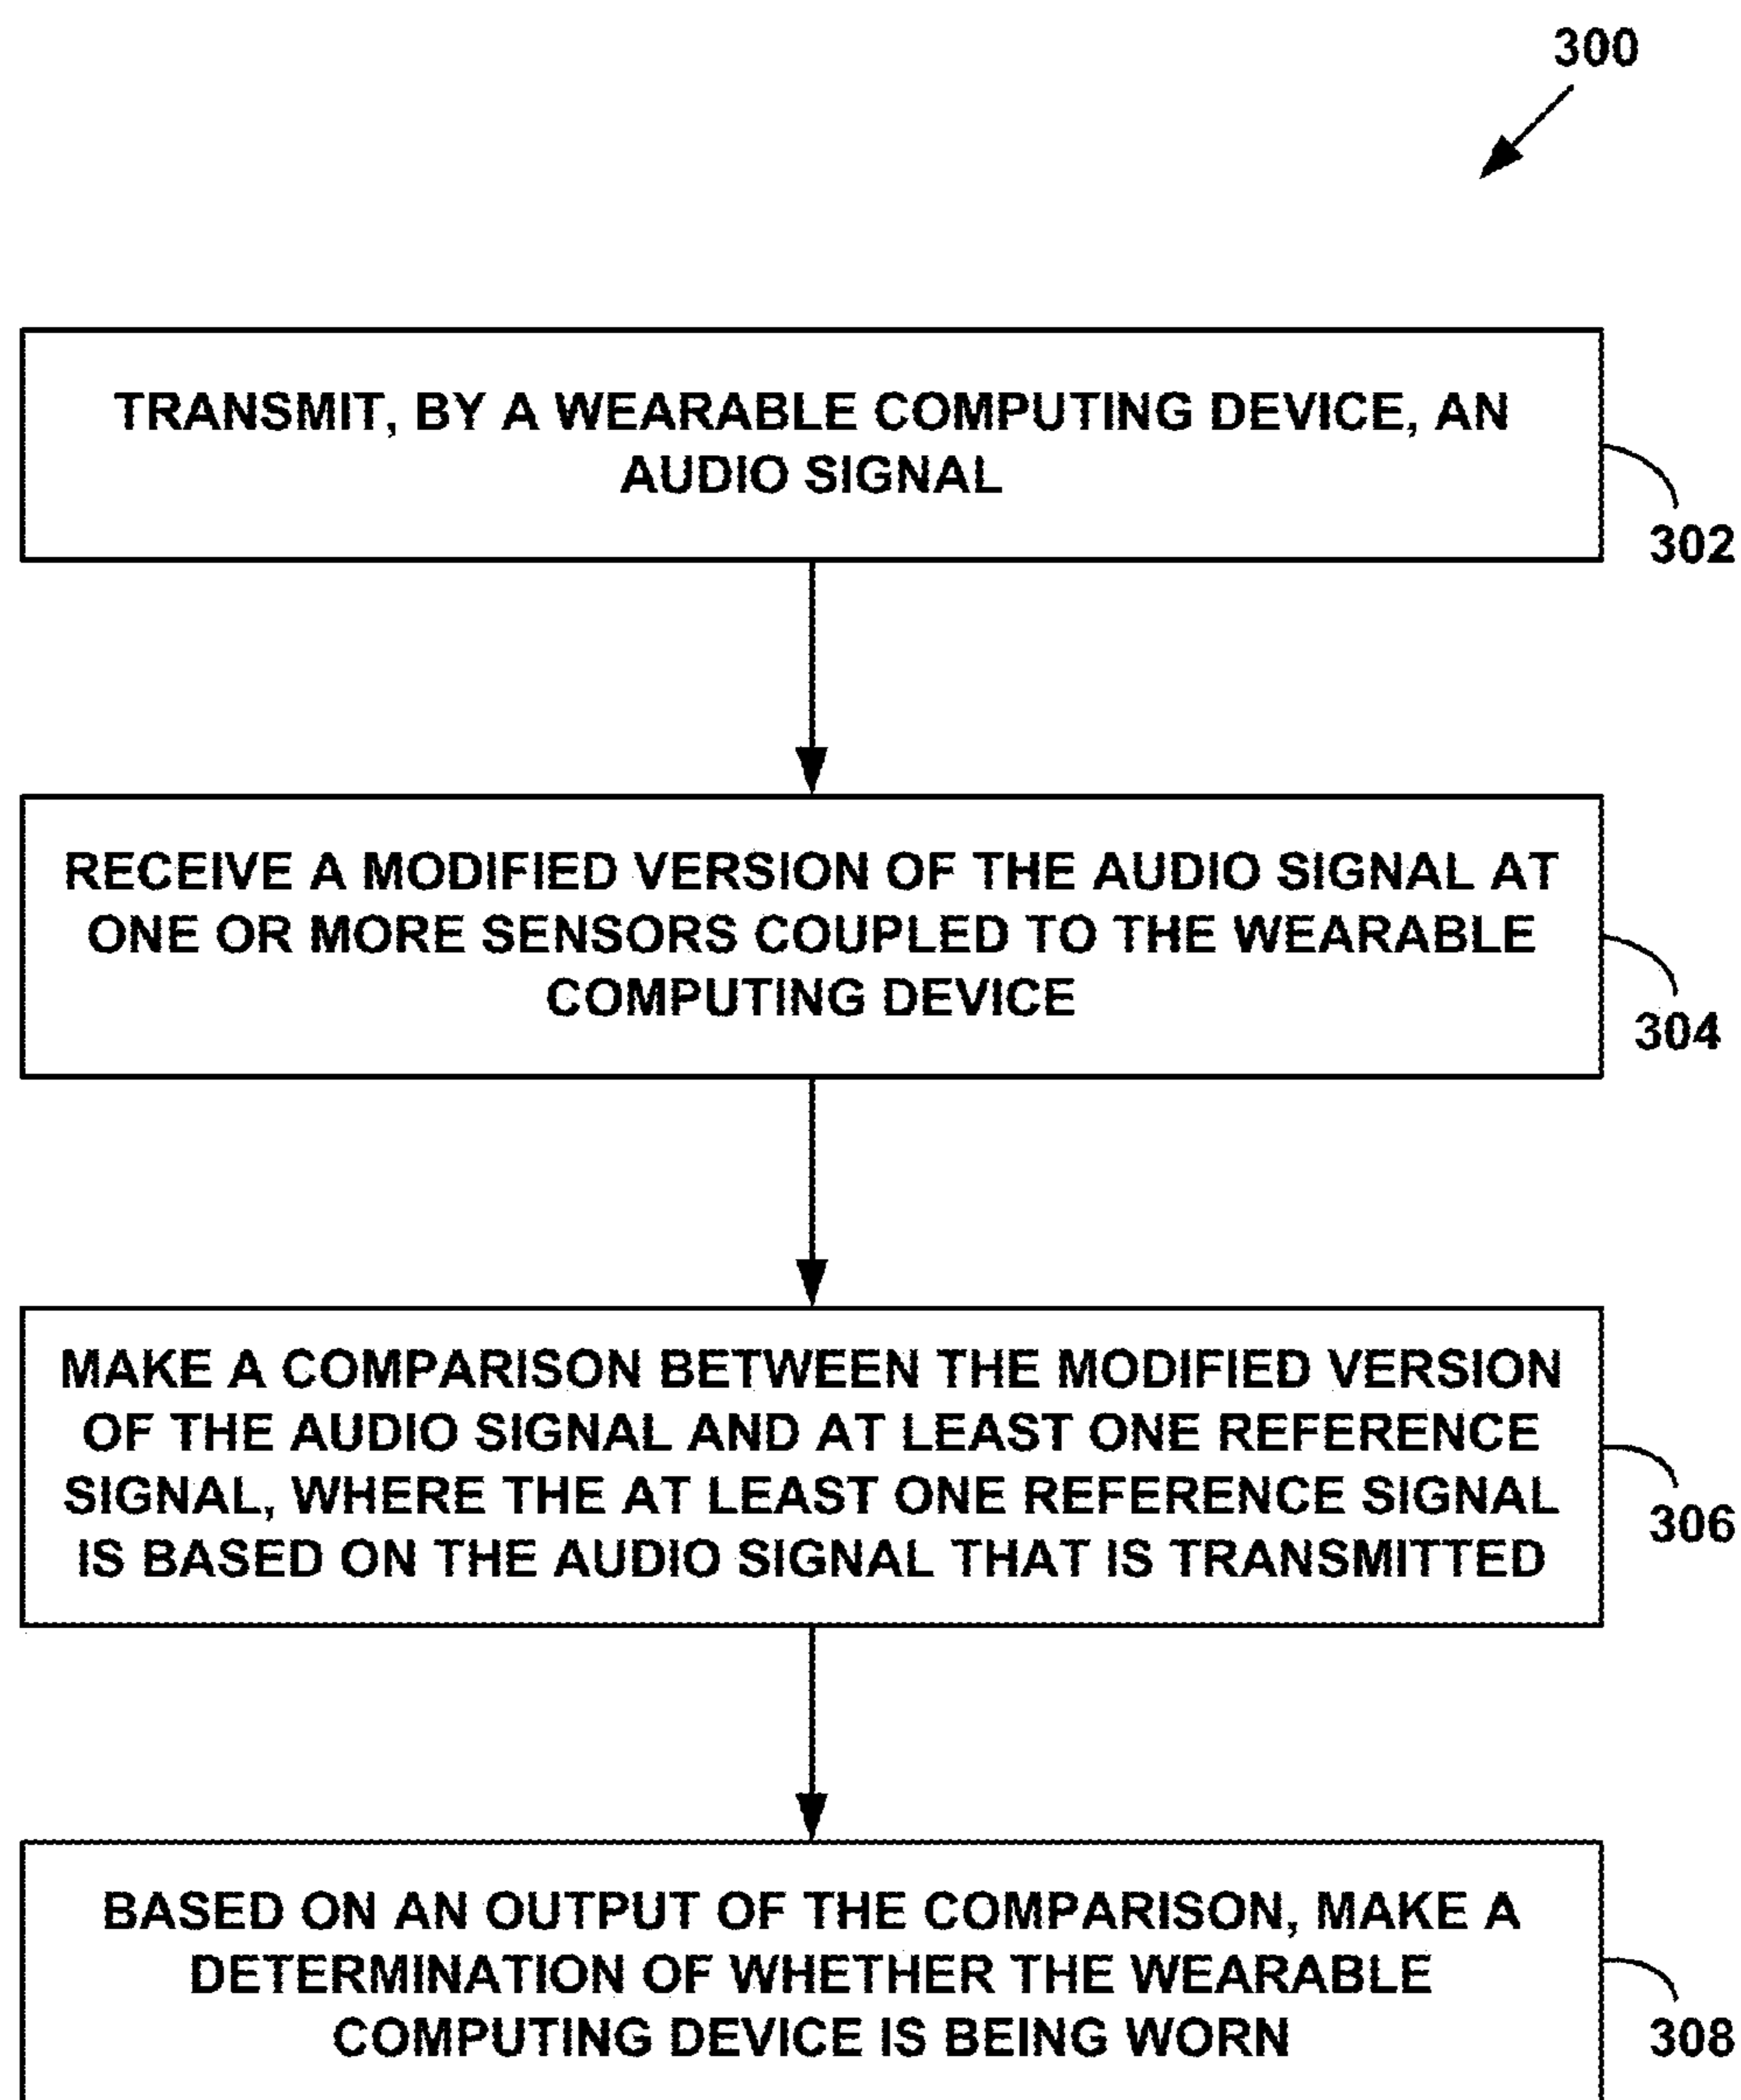 300
TRANSMIT, BY A WEARABLE COMPUTING DEVICE, AN
AUDIO SIGNAL
302
RECEIVE A MODIFIED VERSION OF THE AUDIO SIGNAL AT
ONE OR MORE SENSORS COUPLED TO THE WEARABLE
COMPUTING DEVICE
304
MAKE A COMPARISON BETWEEN THE MODIFIED VERSION
OF THE AUDIO SIGNAL AND AT LEAST ONE REFERENCE
SIGNAL, WHERE THE AT LEAST ONE REFERENCE SIGNAL
IS BASED ON THE AUDIO SIGNAL THAT IS TRANSMITTED
306
BASED ON AN OUTPUT OF THE COMPARISON, MAKE A
DETERMINATION OF WHETHER THE WEARABLE
COMPUTING DEVICE IS BEING WORN
308